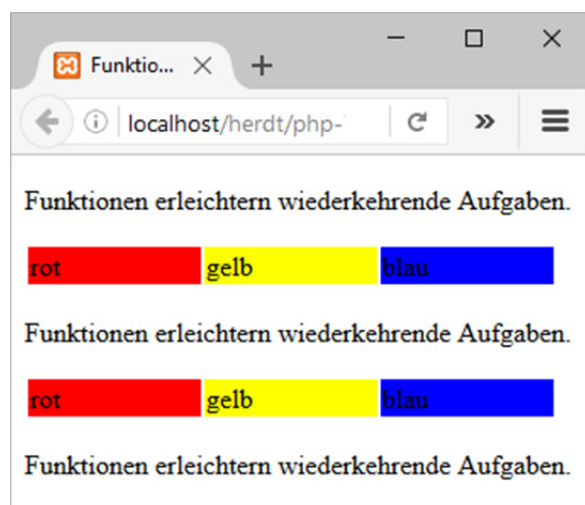 Funktio...
localhost/herdt/php-
Funktionen erleichtern wiederkehrende Aufgaben.
rot gelb blau
Funktionen erleichtern wiederkehrende Aufgaben.
rot gelb blau
Funktionen erleichtern wiederkehrende Aufgaben.